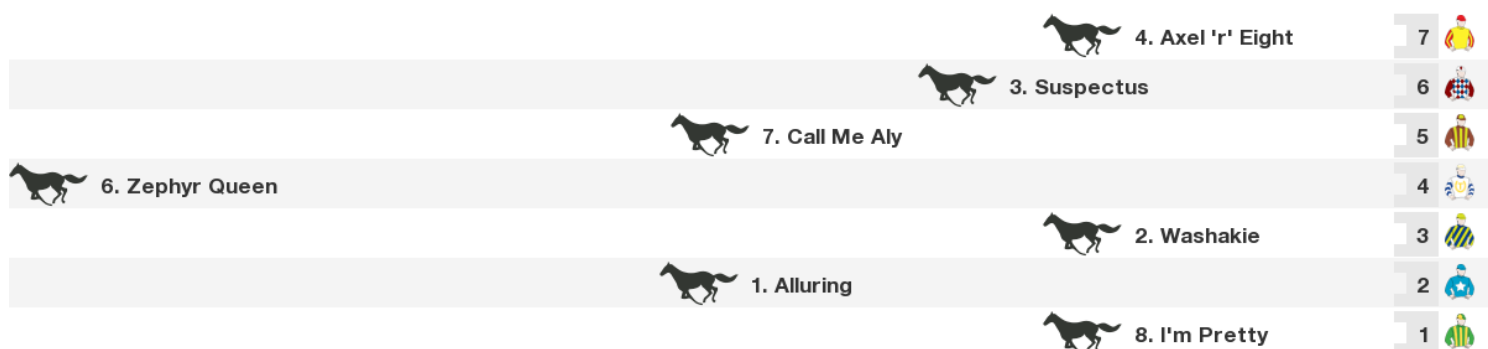 4. Axel 'r' Eight 7
3. Suspectus 6
7. Call Me Aly 5
6. Zephyr Queen 4
2. Washakie 3
1. Alluring 2
8. I'm Pretty 1